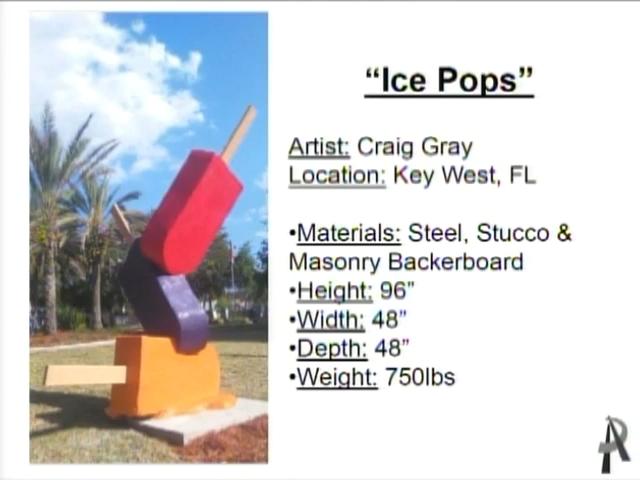 “Ice Pops”
Artist: Craig Gray
Location: Key West, FL
•Materials: Steel, Stucco &
Masonry Backerboard
•Height: 96”
•Width: 48”
•Depth: 48”
•Weight: 750lbs